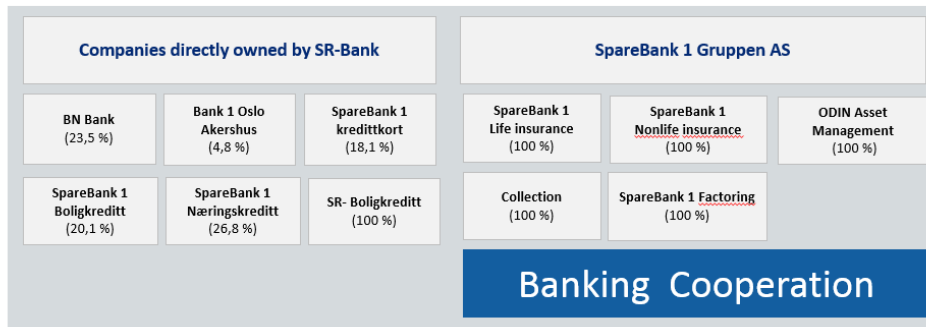 Companies directly owned by SR-Bank
SpareBank 1 Gruppen AS
BN Bank
(23,5 %)
Bank 1 Oslo
Akershus
(4,8 %)
SpareBank 1
kredittkort
(18,1 %)
SpareBank 1
Life insurance
(100 %)
SpareBank 1
Nonlife insurance
(100 %)
ODIN Asset
Management
(100 %)
SpareBank 1
Boligkreditt
(20,1 %)
SpareBank 1
Næringskreditt
(26,8 %)
SR- Boligkreditt
(100 %)
Collection
(100 %)
SpareBank 1 Factoring
(100 %)
Banking Cooperation